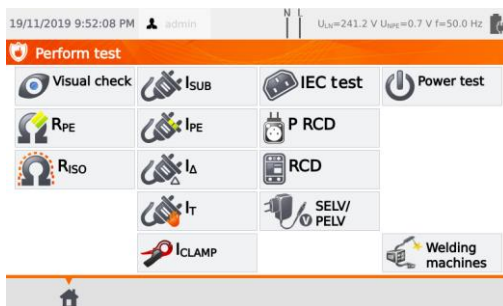 19/11/2019 9:52:08 PM admin N L ULN=241.2 V UNPE=0.7 V f=50.0 Hz
Perform test
Visual check ISUB IEC test Power test
RPE IPE P RCD
RISO IΔ RCD
IT SELV/
V PELV
ICLAMP Welding
machines